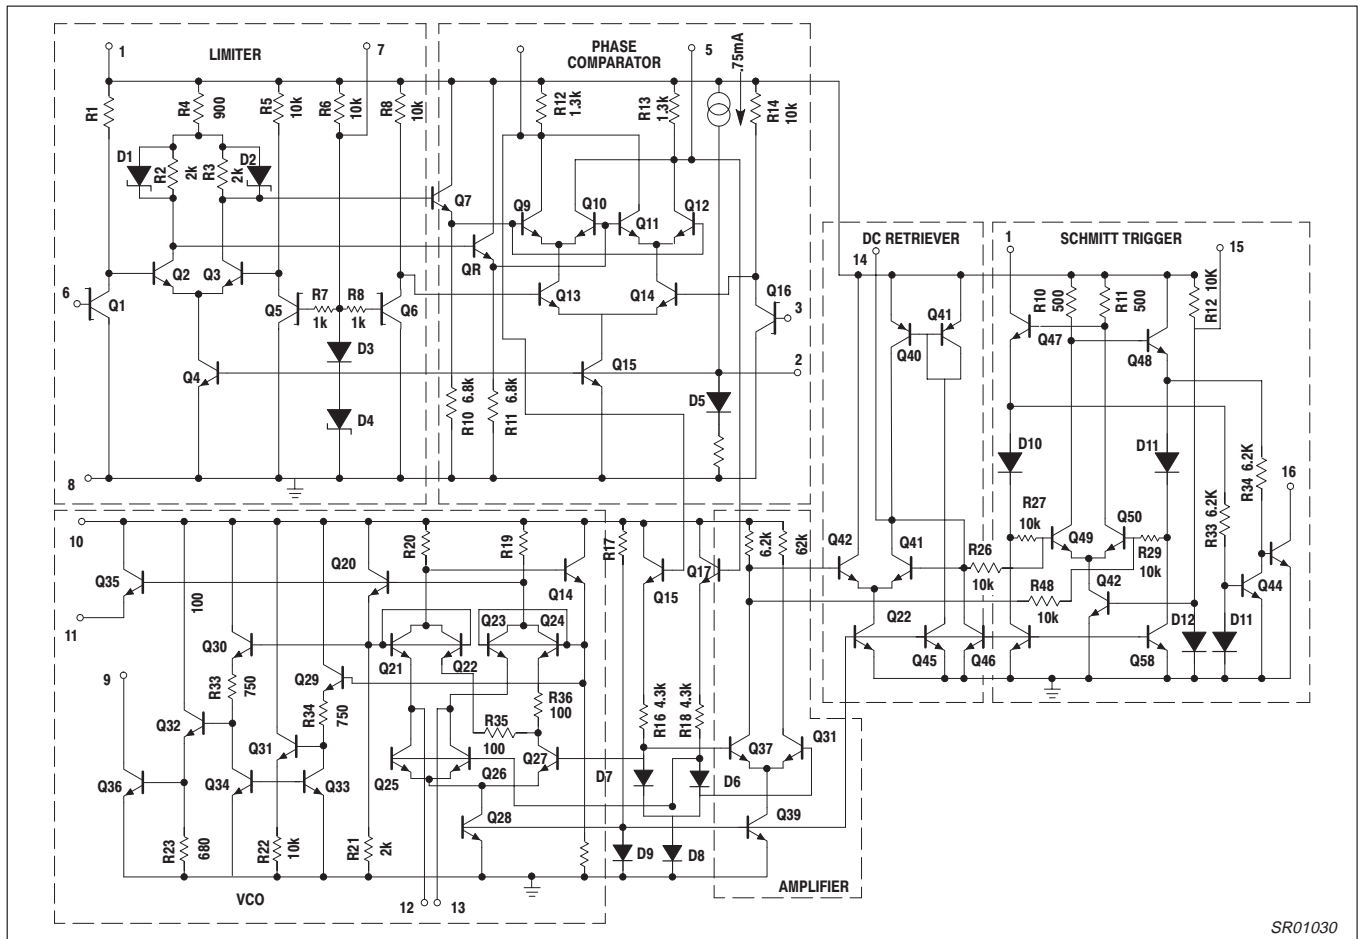 LIMITER
PHASE
COMPARATOR
.75mA
1
7
5
R1
R4
900
R5
10k
R6
10k
R8
10k
R12
1.3k
R13
1.3k
R14
10k
D1
R2
2k
R3
2k
D2
Q7
Q9
Q10
Q11
Q12
QR
Q2
Q3
6
Q1
Q5
R7
1k
R8
1k
Q6
Q13
Q14
Q16
3
D3
Q4
Q15
2
D4
R10 6.8k
R11 6.8k
D5
8
DC RETRIEVER
14
SCHMITT TRIGGER
1
15
R10
500
R11
500
R12 10K
Q41
Q40
Q47
Q48
D10
D11
R34 6.2K
16
R33 6.2K
R27
10k
Q49
Q50
R29
10k
Q42
Q41
R26
10k
R48
10k
Q42
Q44
D12
D11
Q22
Q45
Q46
Q58
10
Q35
11
100
Q20
R20
R19
Q14
R17
Q15
Q17
6.2k
62k
Q30
Q21
Q22
Q23
Q24
9
R33
750
Q29
R34
750
R36
100
R35
100
R16 4.3k
R18 4.3k
Q32
Q31
Q25
Q26
Q27
Q37
Q31
Q36
Q34
Q33
D7
D6
Q28
Q39
R23
680
R22
10k
R21
2k
D9
D8
VCO
12
13
AMPLIFIER
SR01030